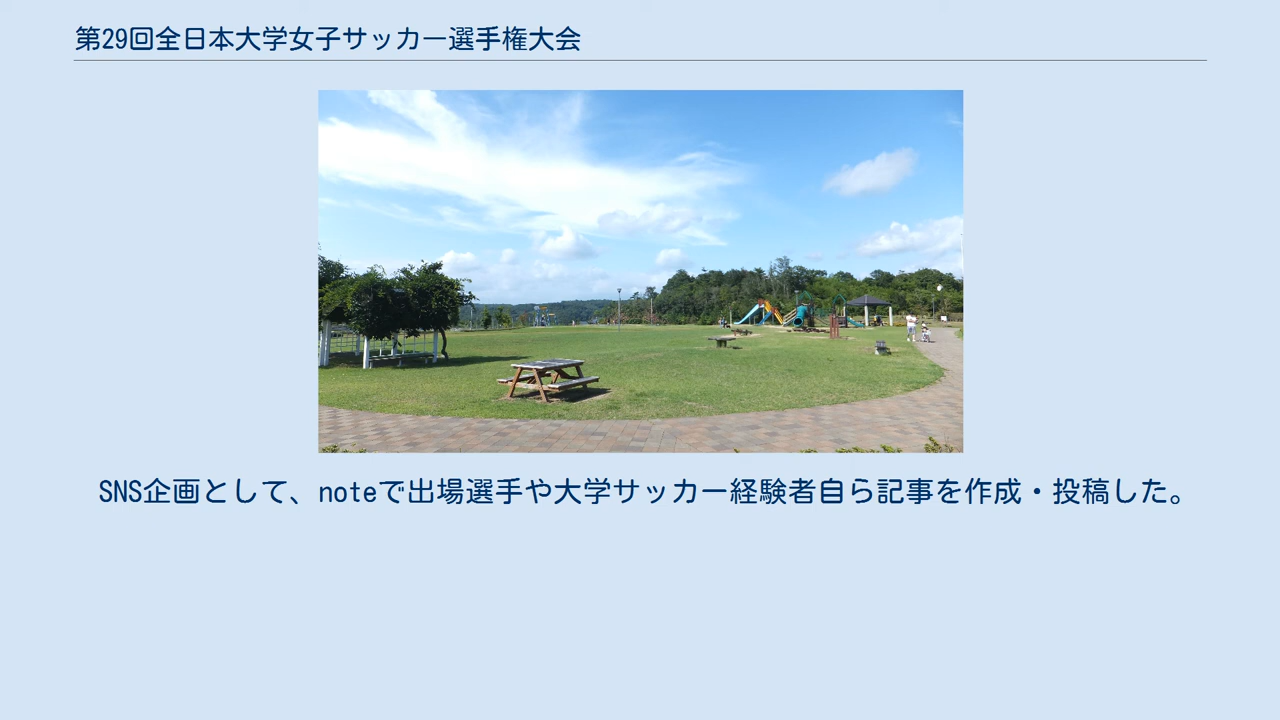 第29回全日本大学女子サッカー選手権大会
SNS企画として、noteで出場選手や大学サッカー経験者自ら記事を作成・投稿した。